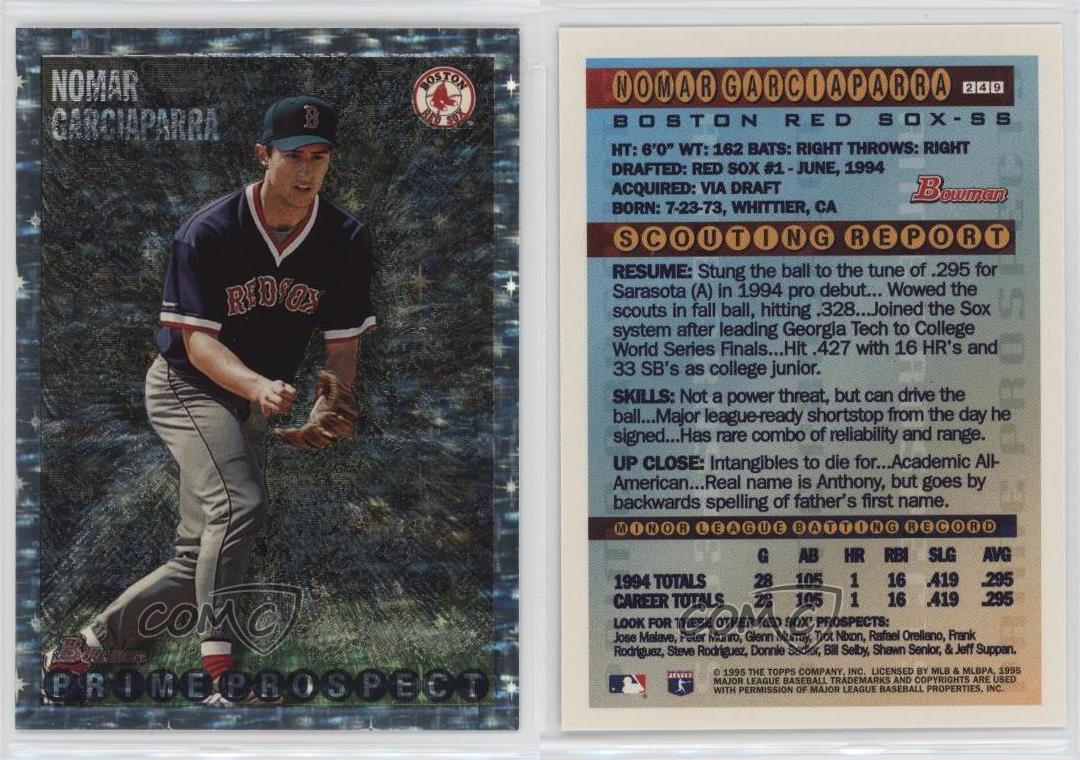 NOMAR
GARCIAPARRA
BOSTON
RED SOX
B
RED SOX
COMC
Bowman
PRIME PROSPECT
NOMAR GARCIAPARRA 249
BOSTON RED SOX-SS
HT: 6'0" WT: 162 BATS: RIGHT THROWS: RIGHT
DRAFTED: RED SOX #1 - JUNE, 1994
ACQUIRED: VIA DRAFT
BORN: 7-23-73, WHITTIER, CA
Bowman
SCOUTING REPORT
RESUME: Stung the ball to the tune of .295 for
Sarasota (A) in 1994 pro debut... Wowed the
scouts in fall ball, hitting .328...Joined the Sox
system after leading Georgia Tech to College
World Series Finals...Hit .427 with 16 HR's and
33 SB's as college junior.
SKILLS: Not a power threat, but can drive the
ball...Major league-ready shortstop from the day he
signed...Has rare combo of reliability and range.
UP CLOSE: Intangibles to die for...Academic All-
American...Real name is Anthony, but goes by
backwards spelling of father's first name.
MINOR LEAGUE BATTING RECORD
G AB HR RBI SLG AVG
1994 TOTALS 28 105 1 16 .419 .295
CAREER TOTALS 28 105 1 16 .419 .295
COMC
LOOK FOR THESE OTHER RED SOX PROSPECTS:
Jose Malave, Peter Munro, Glenn Murray, Trot Nixon, Rafael Orellano, Frank
Rodriguez, Steve Rodriguez, Donnie Sadler, Bill Selby, Shawn Senior, & Jeff Suppan.
© 1995 THE TOPPS COMPANY, INC. LICENSED BY MLB & MLBPA, 1995
MAJOR LEAGUE BASEBALL TRADEMARKS AND COPYRIGHTS ARE USED
WITH PERMISSION OF MAJOR LEAGUE BASEBALL PROPERTIES, INC.